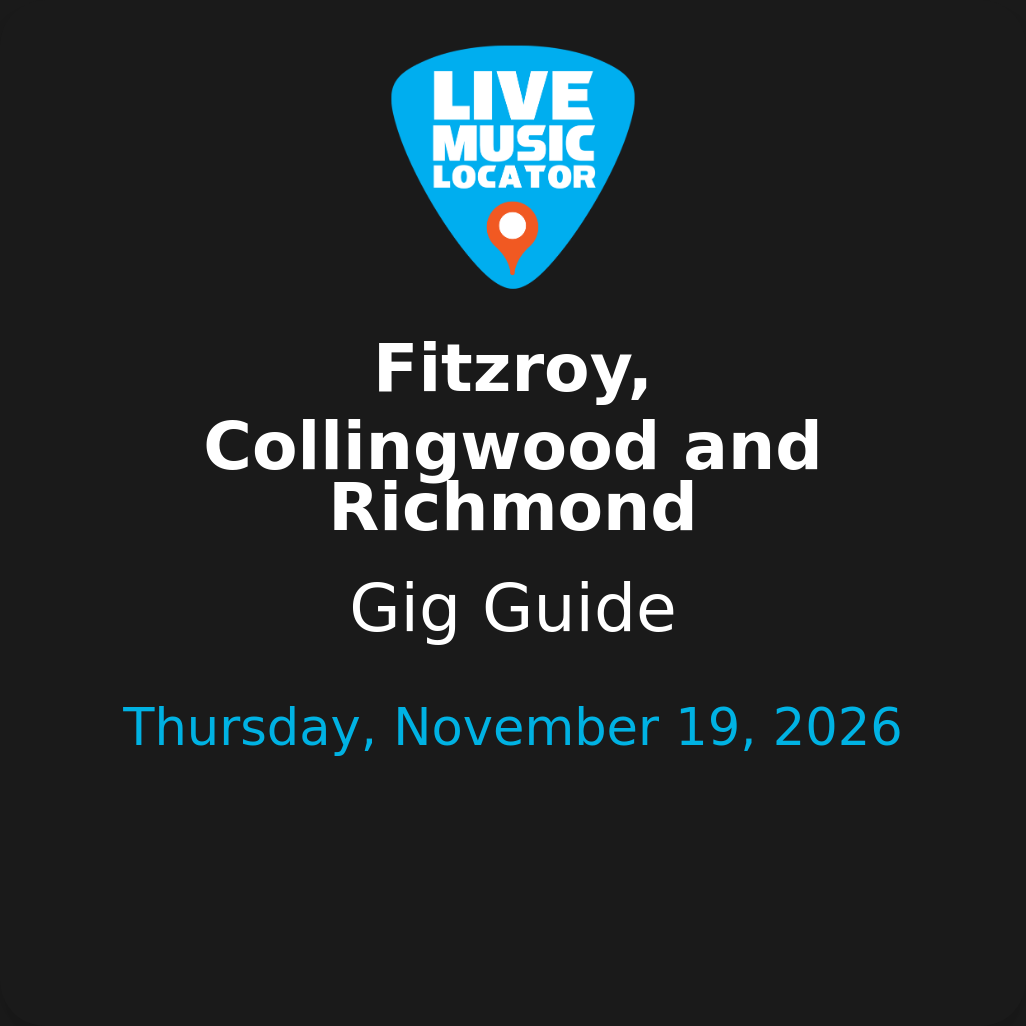 LIVE
MUSIC
LOCATOR
Fitzroy,
Collingwood and
Richmond
Gig Guide
Thursday, November 19, 2026